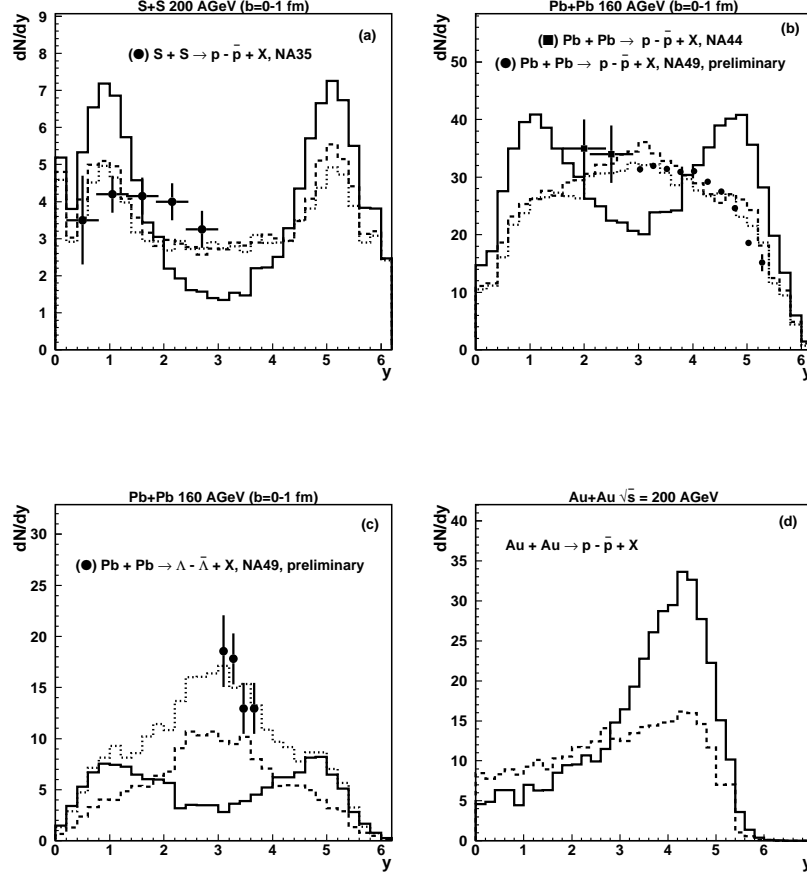 S+S 200 AGeV (b=0-1 fm)
dN/dy
(a)
(●) S + S → p - p̄ + X, NA35
9
8
7
6
5
4
3
2
1
0
0 1 2 3 4 5 6
y
Pb+Pb 160 AGeV (b=0-1 fm)
dN/dy
(b)
(■) Pb + Pb → p - p̄ + X, NA44
(●) Pb + Pb → p - p̄ + X, NA49, preliminary
50
40
30
20
10
0
0 1 2 3 4 5 6
y
Pb+Pb 160 AGeV (b=0-1 fm)
dN/dy
(c)
(●) Pb + Pb → Λ - Λ̄ + X, NA49, preliminary
30
25
20
15
10
5
0
0 1 2 3 4 5 6
y
Au+Au √s = 200 AGeV
dN/dy
(d)
Au + Au → p - p̄ + X
40
35
30
25
20
15
10
5
0
0 1 2 3 4 5 6
y